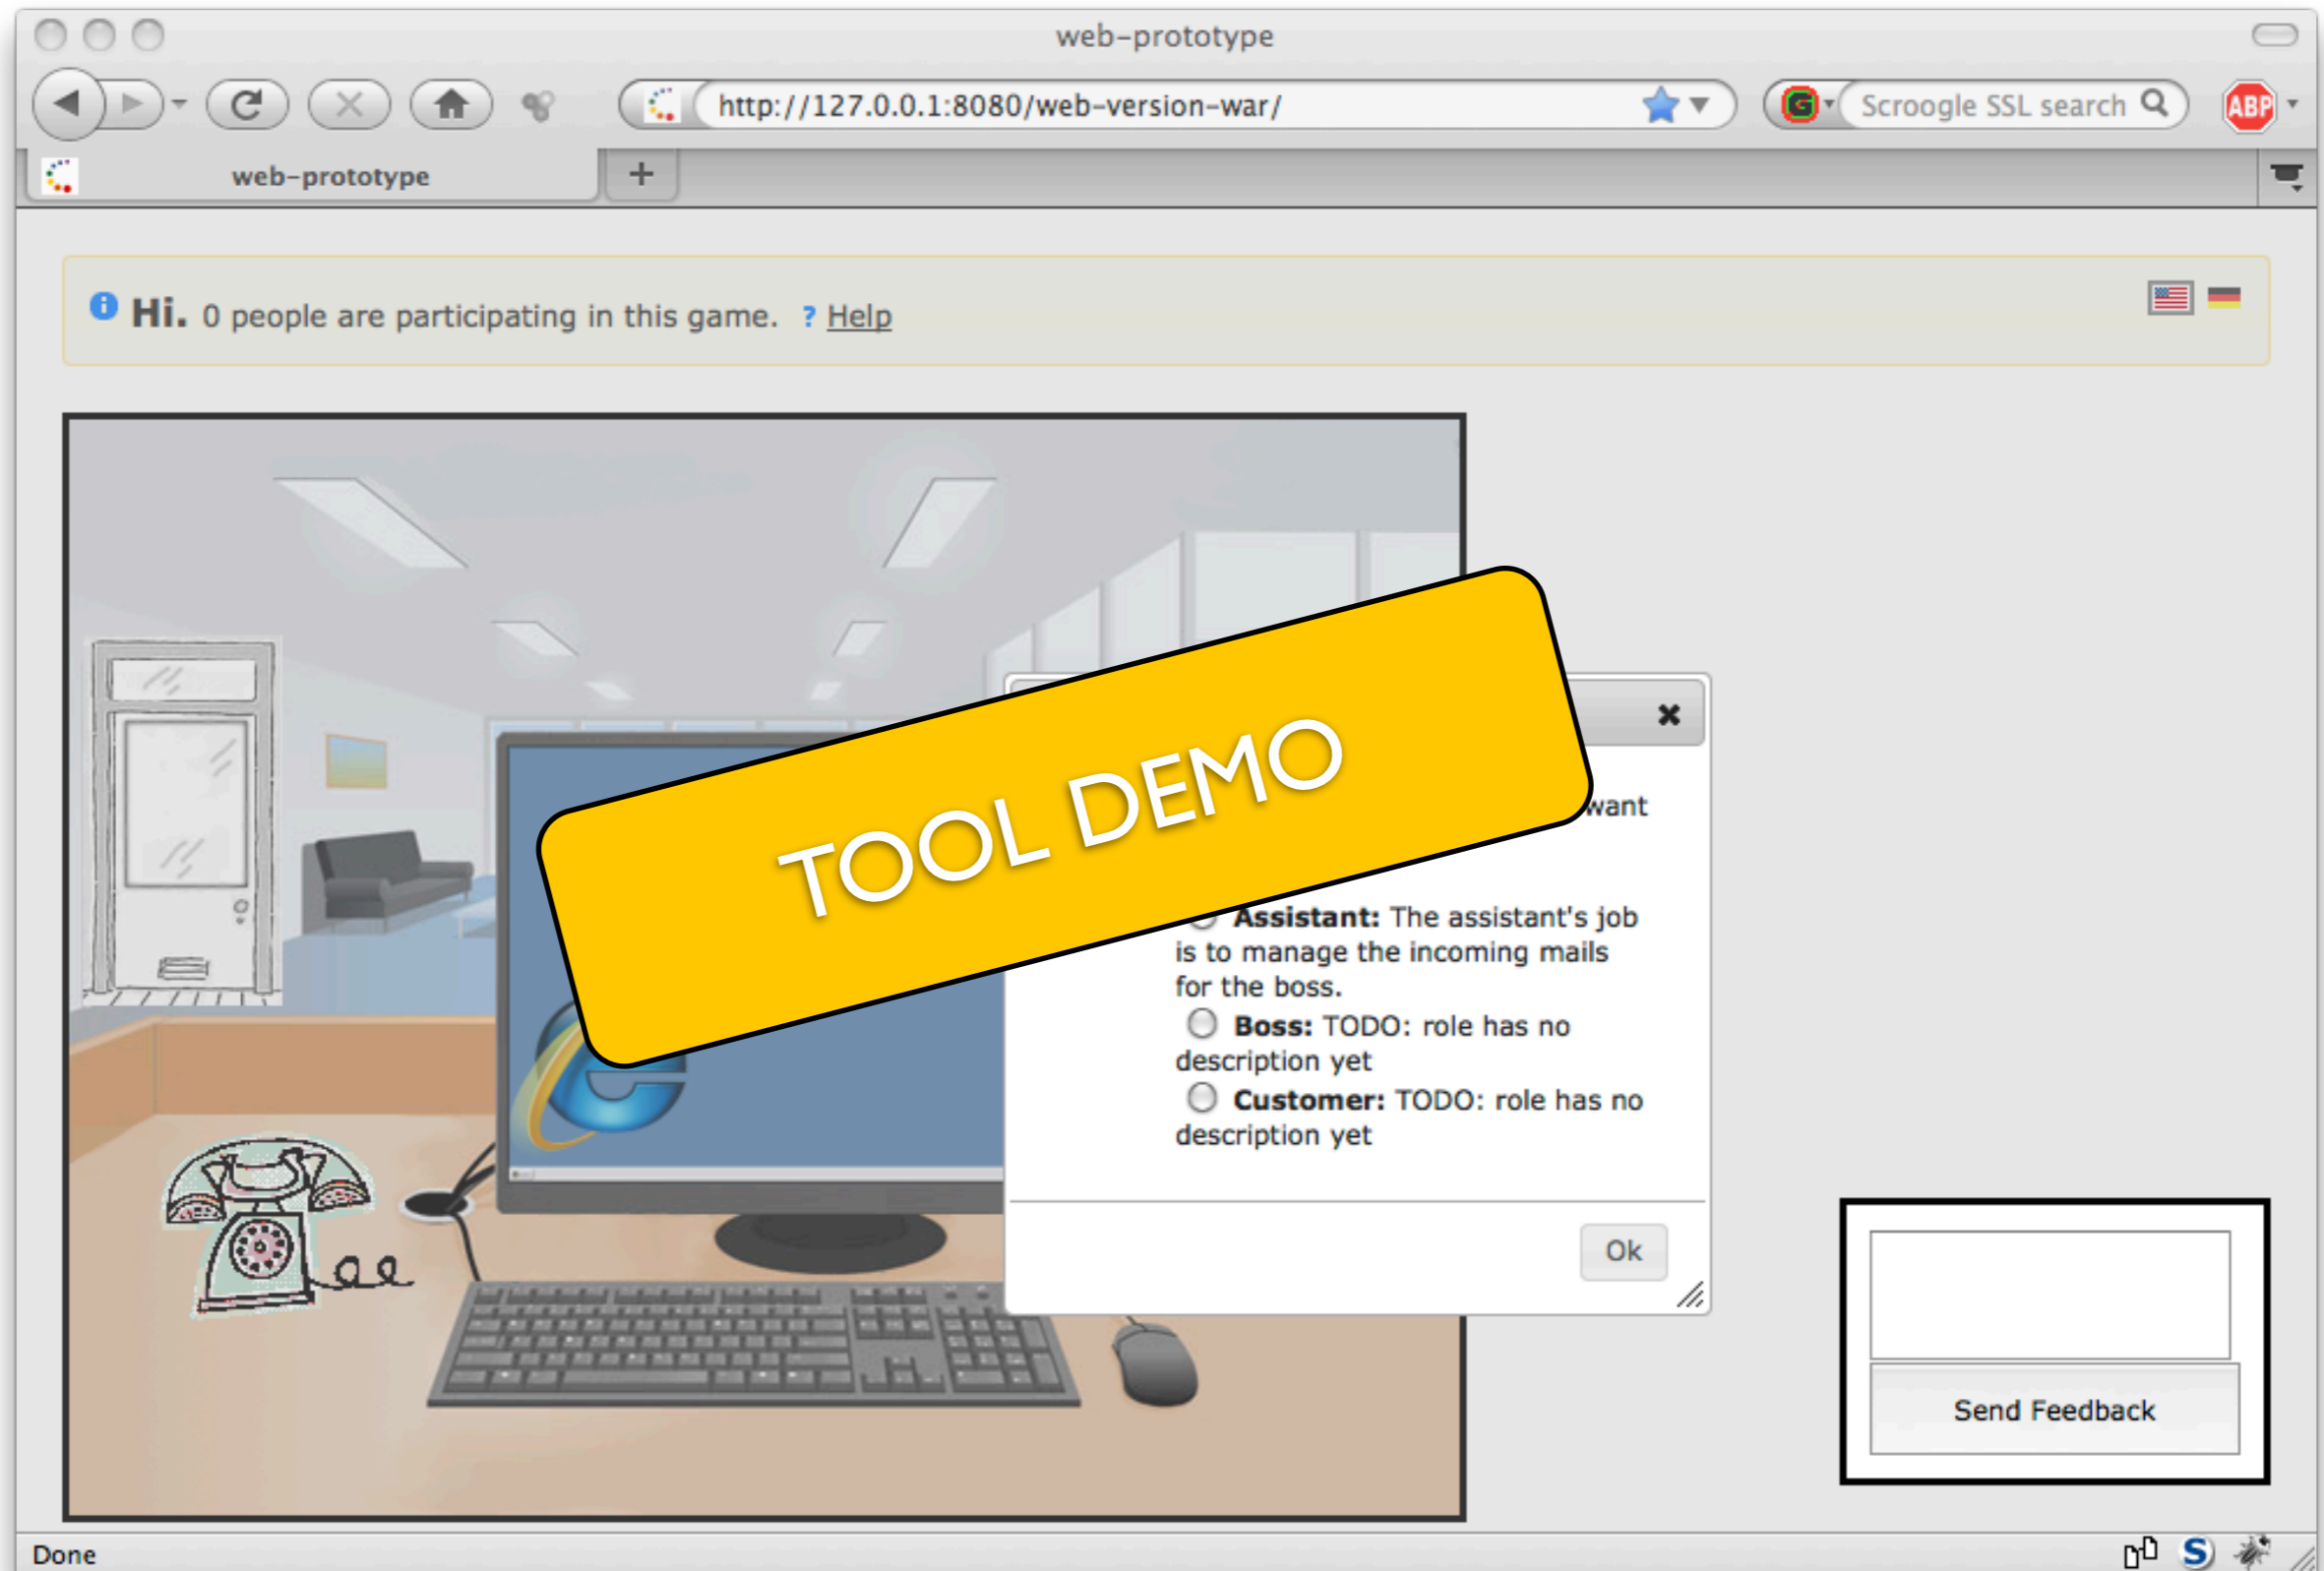 web-prototype
http://127.0.0.1:8080/web-version-war/
Scroogle SSL search
ABP
web-prototype
Hi. 0 people are participating in this game. ? Help
TOOL DEMO
want
Assistant: The assistant's job
is to manage the incoming mails
for the boss.
Boss: TODO: role has no
description yet
Customer: TODO: role has no
description yet
Ok
Send Feedback
Done